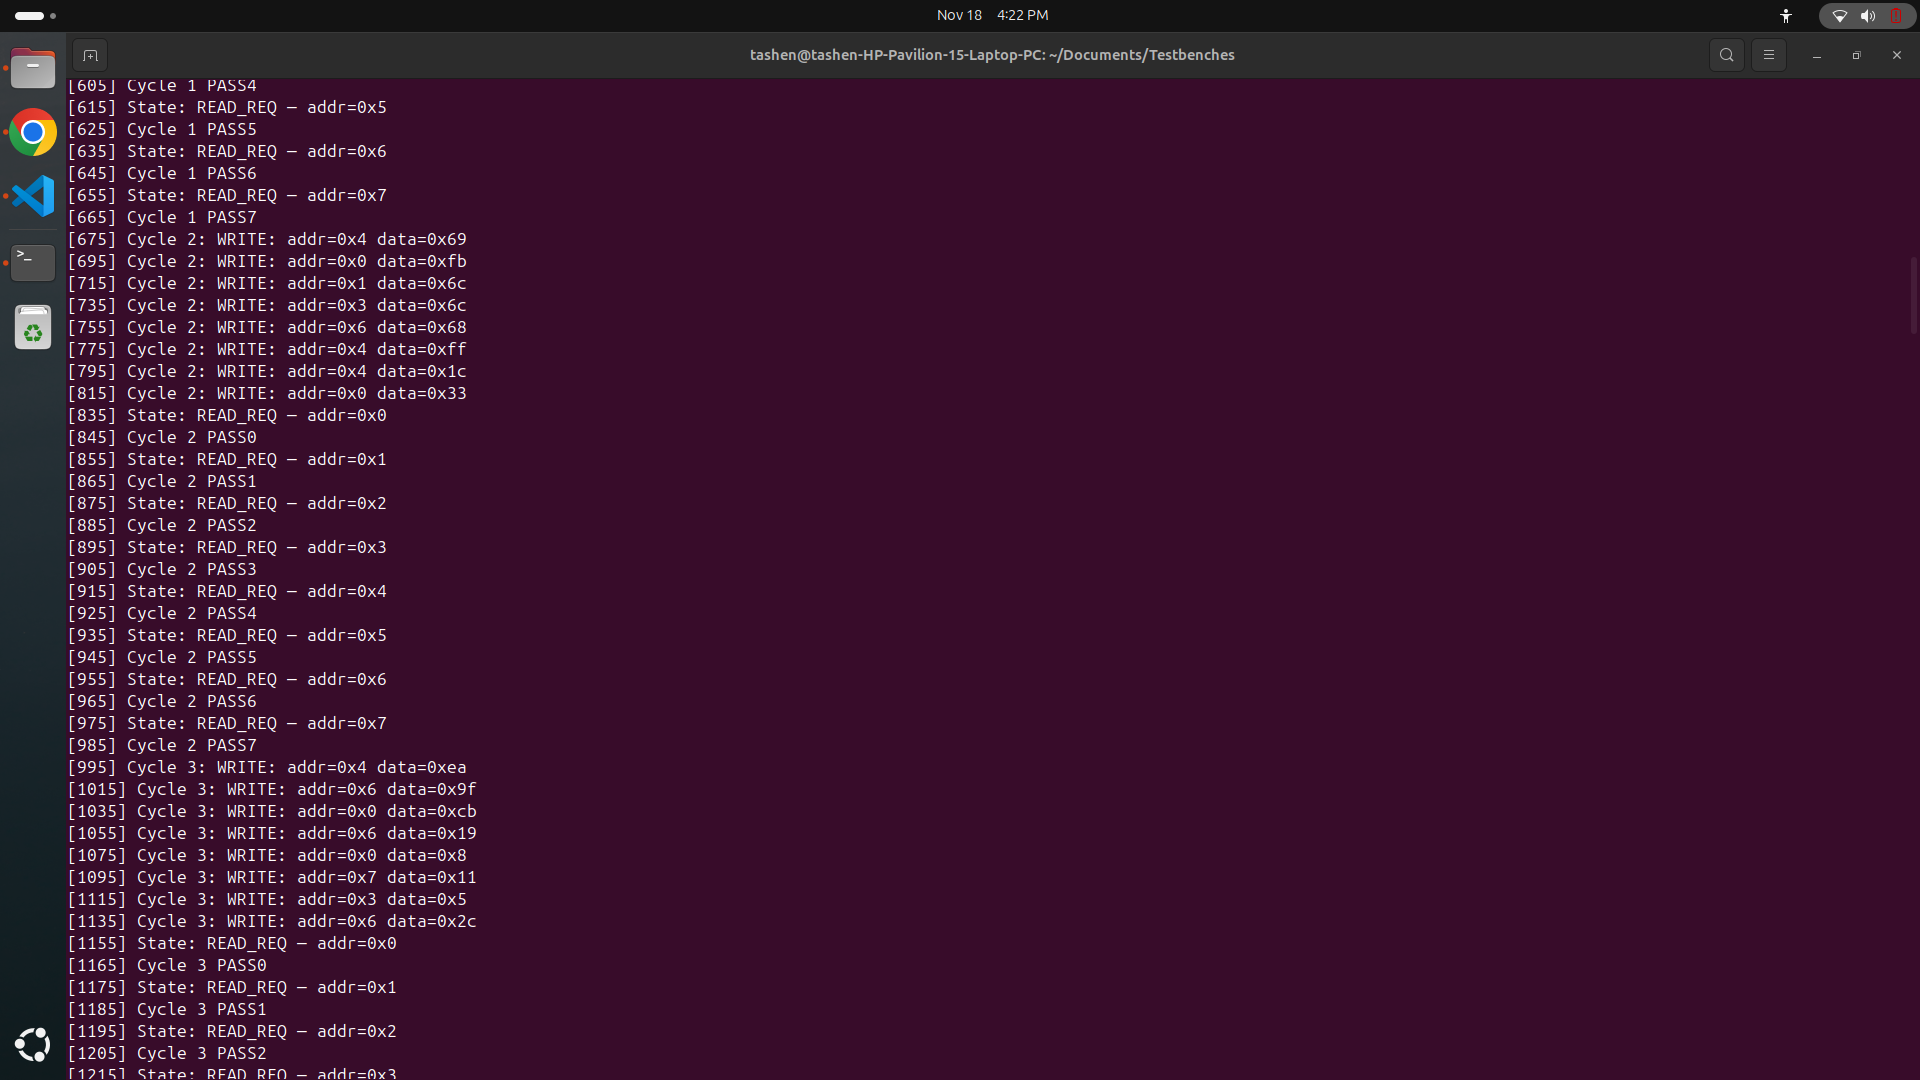 Nov 18 4:22 PM
tashen@tashen-HP-Pavilion-15-Laptop-PC: ~/Documents/Testbenches
[605] Cycle 1 PASS4
[615] State: READ_REQ — addr=0x5
[625] Cycle 1 PASS5
[635] State: READ_REQ — addr=0x6
[645] Cycle 1 PASS6
[655] State: READ_REQ — addr=0x7
[665] Cycle 1 PASS7
[675] Cycle 2: WRITE: addr=0x4 data=0x69
[695] Cycle 2: WRITE: addr=0x0 data=0xfb
[715] Cycle 2: WRITE: addr=0x1 data=0x6c
[735] Cycle 2: WRITE: addr=0x3 data=0x6c
[755] Cycle 2: WRITE: addr=0x6 data=0x68
[775] Cycle 2: WRITE: addr=0x4 data=0xff
[795] Cycle 2: WRITE: addr=0x4 data=0x1c
[815] Cycle 2: WRITE: addr=0x0 data=0x33
[835] State: READ_REQ — addr=0x0
[845] Cycle 2 PASS0
[855] State: READ_REQ — addr=0x1
[865] Cycle 2 PASS1
[875] State: READ_REQ — addr=0x2
[885] Cycle 2 PASS2
[895] State: READ_REQ — addr=0x3
[905] Cycle 2 PASS3
[915] State: READ_REQ — addr=0x4
[925] Cycle 2 PASS4
[935] State: READ_REQ — addr=0x5
[945] Cycle 2 PASS5
[955] State: READ_REQ — addr=0x6
[965] Cycle 2 PASS6
[975] State: READ_REQ — addr=0x7
[985] Cycle 2 PASS7
[995] Cycle 3: WRITE: addr=0x4 data=0xea
[1015] Cycle 3: WRITE: addr=0x6 data=0x9f
[1035] Cycle 3: WRITE: addr=0x0 data=0xcb
[1055] Cycle 3: WRITE: addr=0x6 data=0x19
[1075] Cycle 3: WRITE: addr=0x0 data=0x8
[1095] Cycle 3: WRITE: addr=0x7 data=0x11
[1115] Cycle 3: WRITE: addr=0x3 data=0x5
[1135] Cycle 3: WRITE: addr=0x6 data=0x2c
[1155] State: READ_REQ — addr=0x0
[1165] Cycle 3 PASS0
[1175] State: READ_REQ — addr=0x1
[1185] Cycle 3 PASS1
[1195] State: READ_REQ — addr=0x2
[1205] Cycle 3 PASS2
[1215] State: READ_REQ — addr=0x3